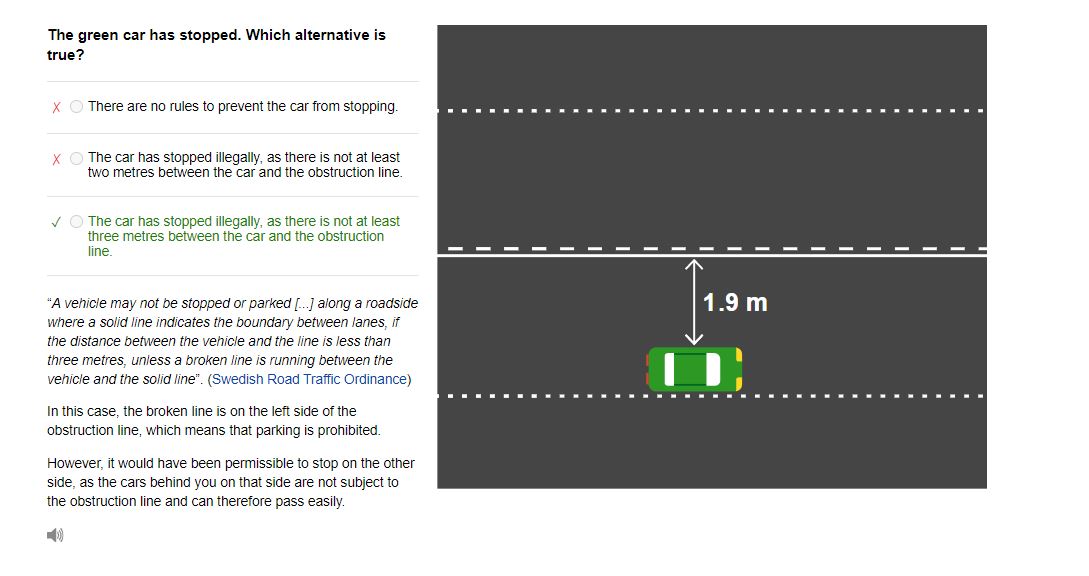 The green car has stopped. Which alternative is
true?
There are no rules to prevent the car from stopping.
The car has stopped illegally, as there is not at least
two metres between the car and the obstruction line.
The car has stopped illegally, as there is not at least
three metres between the car and the obstruction
line.
“A vehicle may not be stopped or parked [...] along a roadside
where a solid line indicates the boundary between lanes, if
the distance between the vehicle and the line is less than
three metres, unless a broken line is running between the
vehicle and the solid line”. (Swedish Road Traffic Ordinance)
In this case, the broken line is on the left side of the
obstruction line, which means that parking is prohibited.
However, it would have been permissible to stop on the other
side, as the cars behind you on that side are not subject to
the obstruction line and can therefore pass easily.
1.9 m